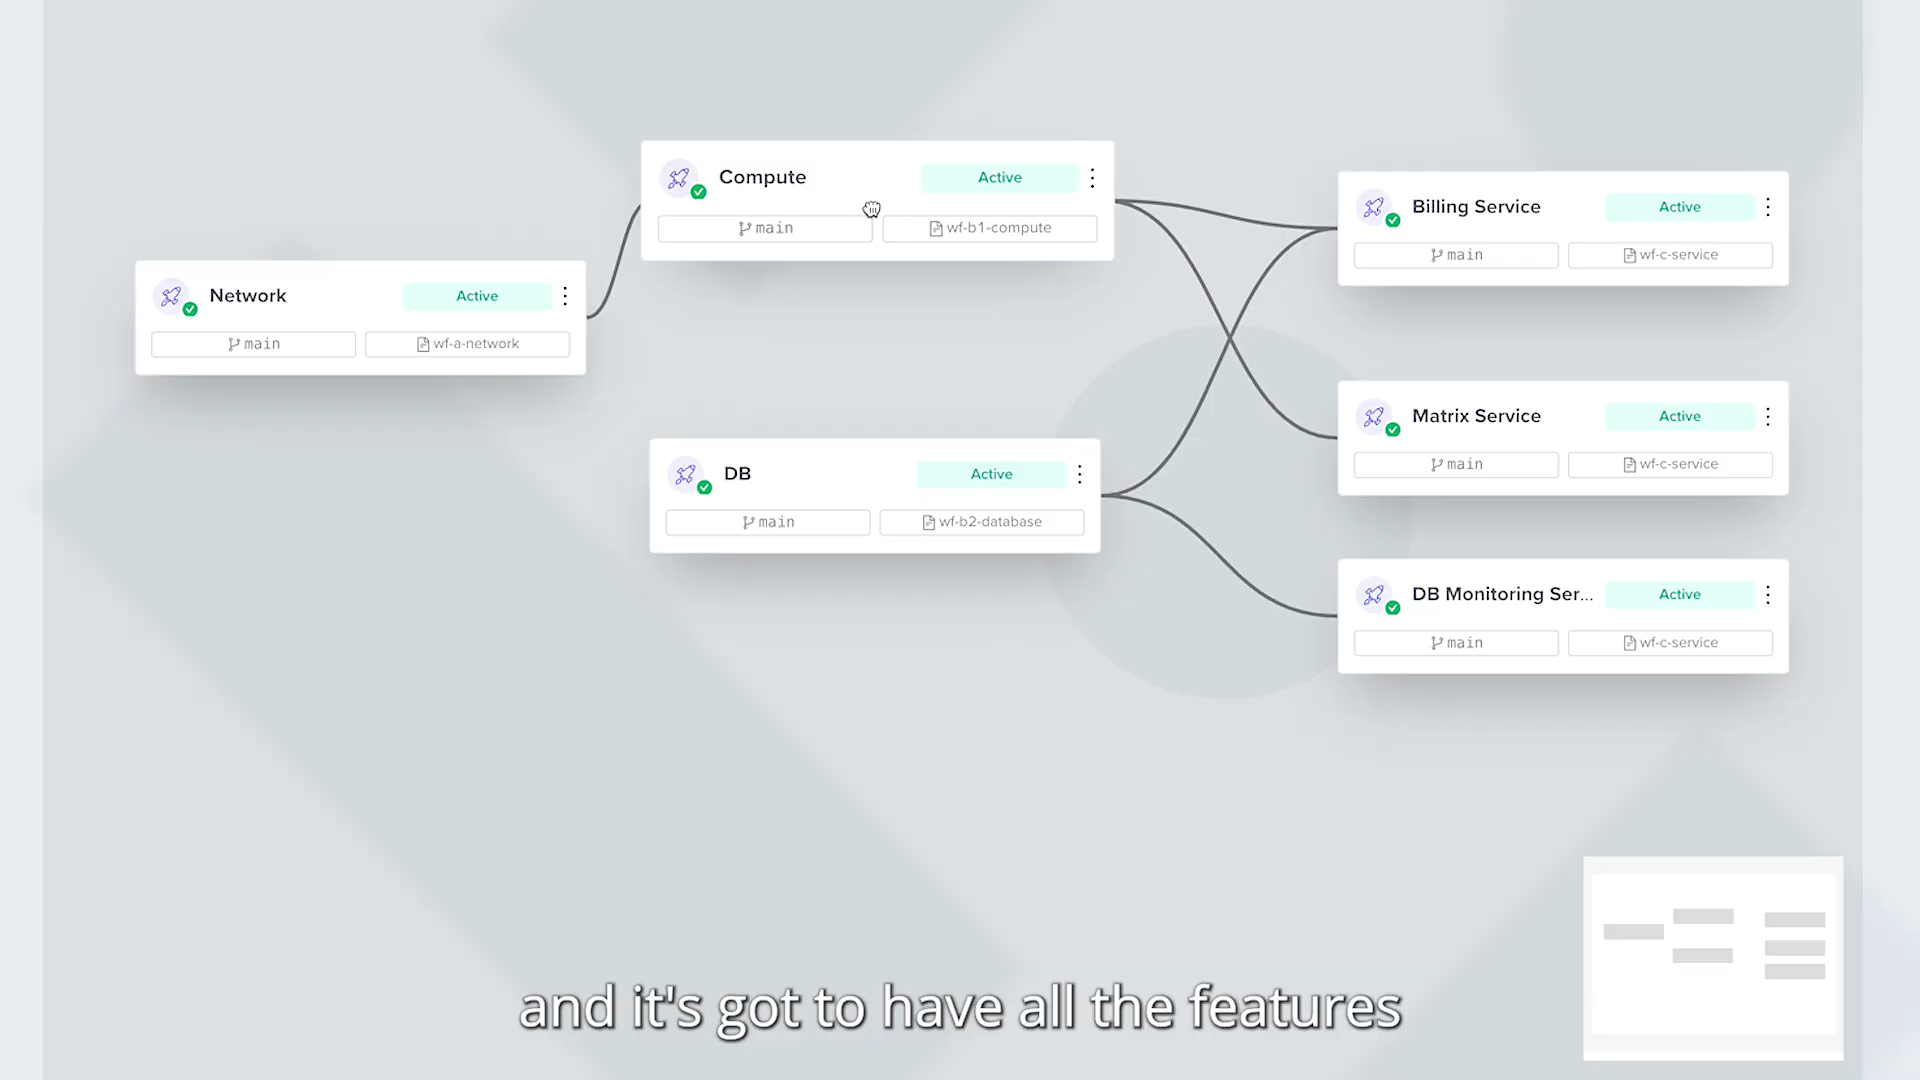 Compute
Active
main
wf-b1-compute
Billing Service
Active
main
wf-c-service
Network
Active
main
wf-a-network
Matrix Service
Active
main
wf-c-service
DB
Active
main
wf-b2-database
DB Monitoring Ser...
Active
main
wf-c-service
and it's got to have all the features